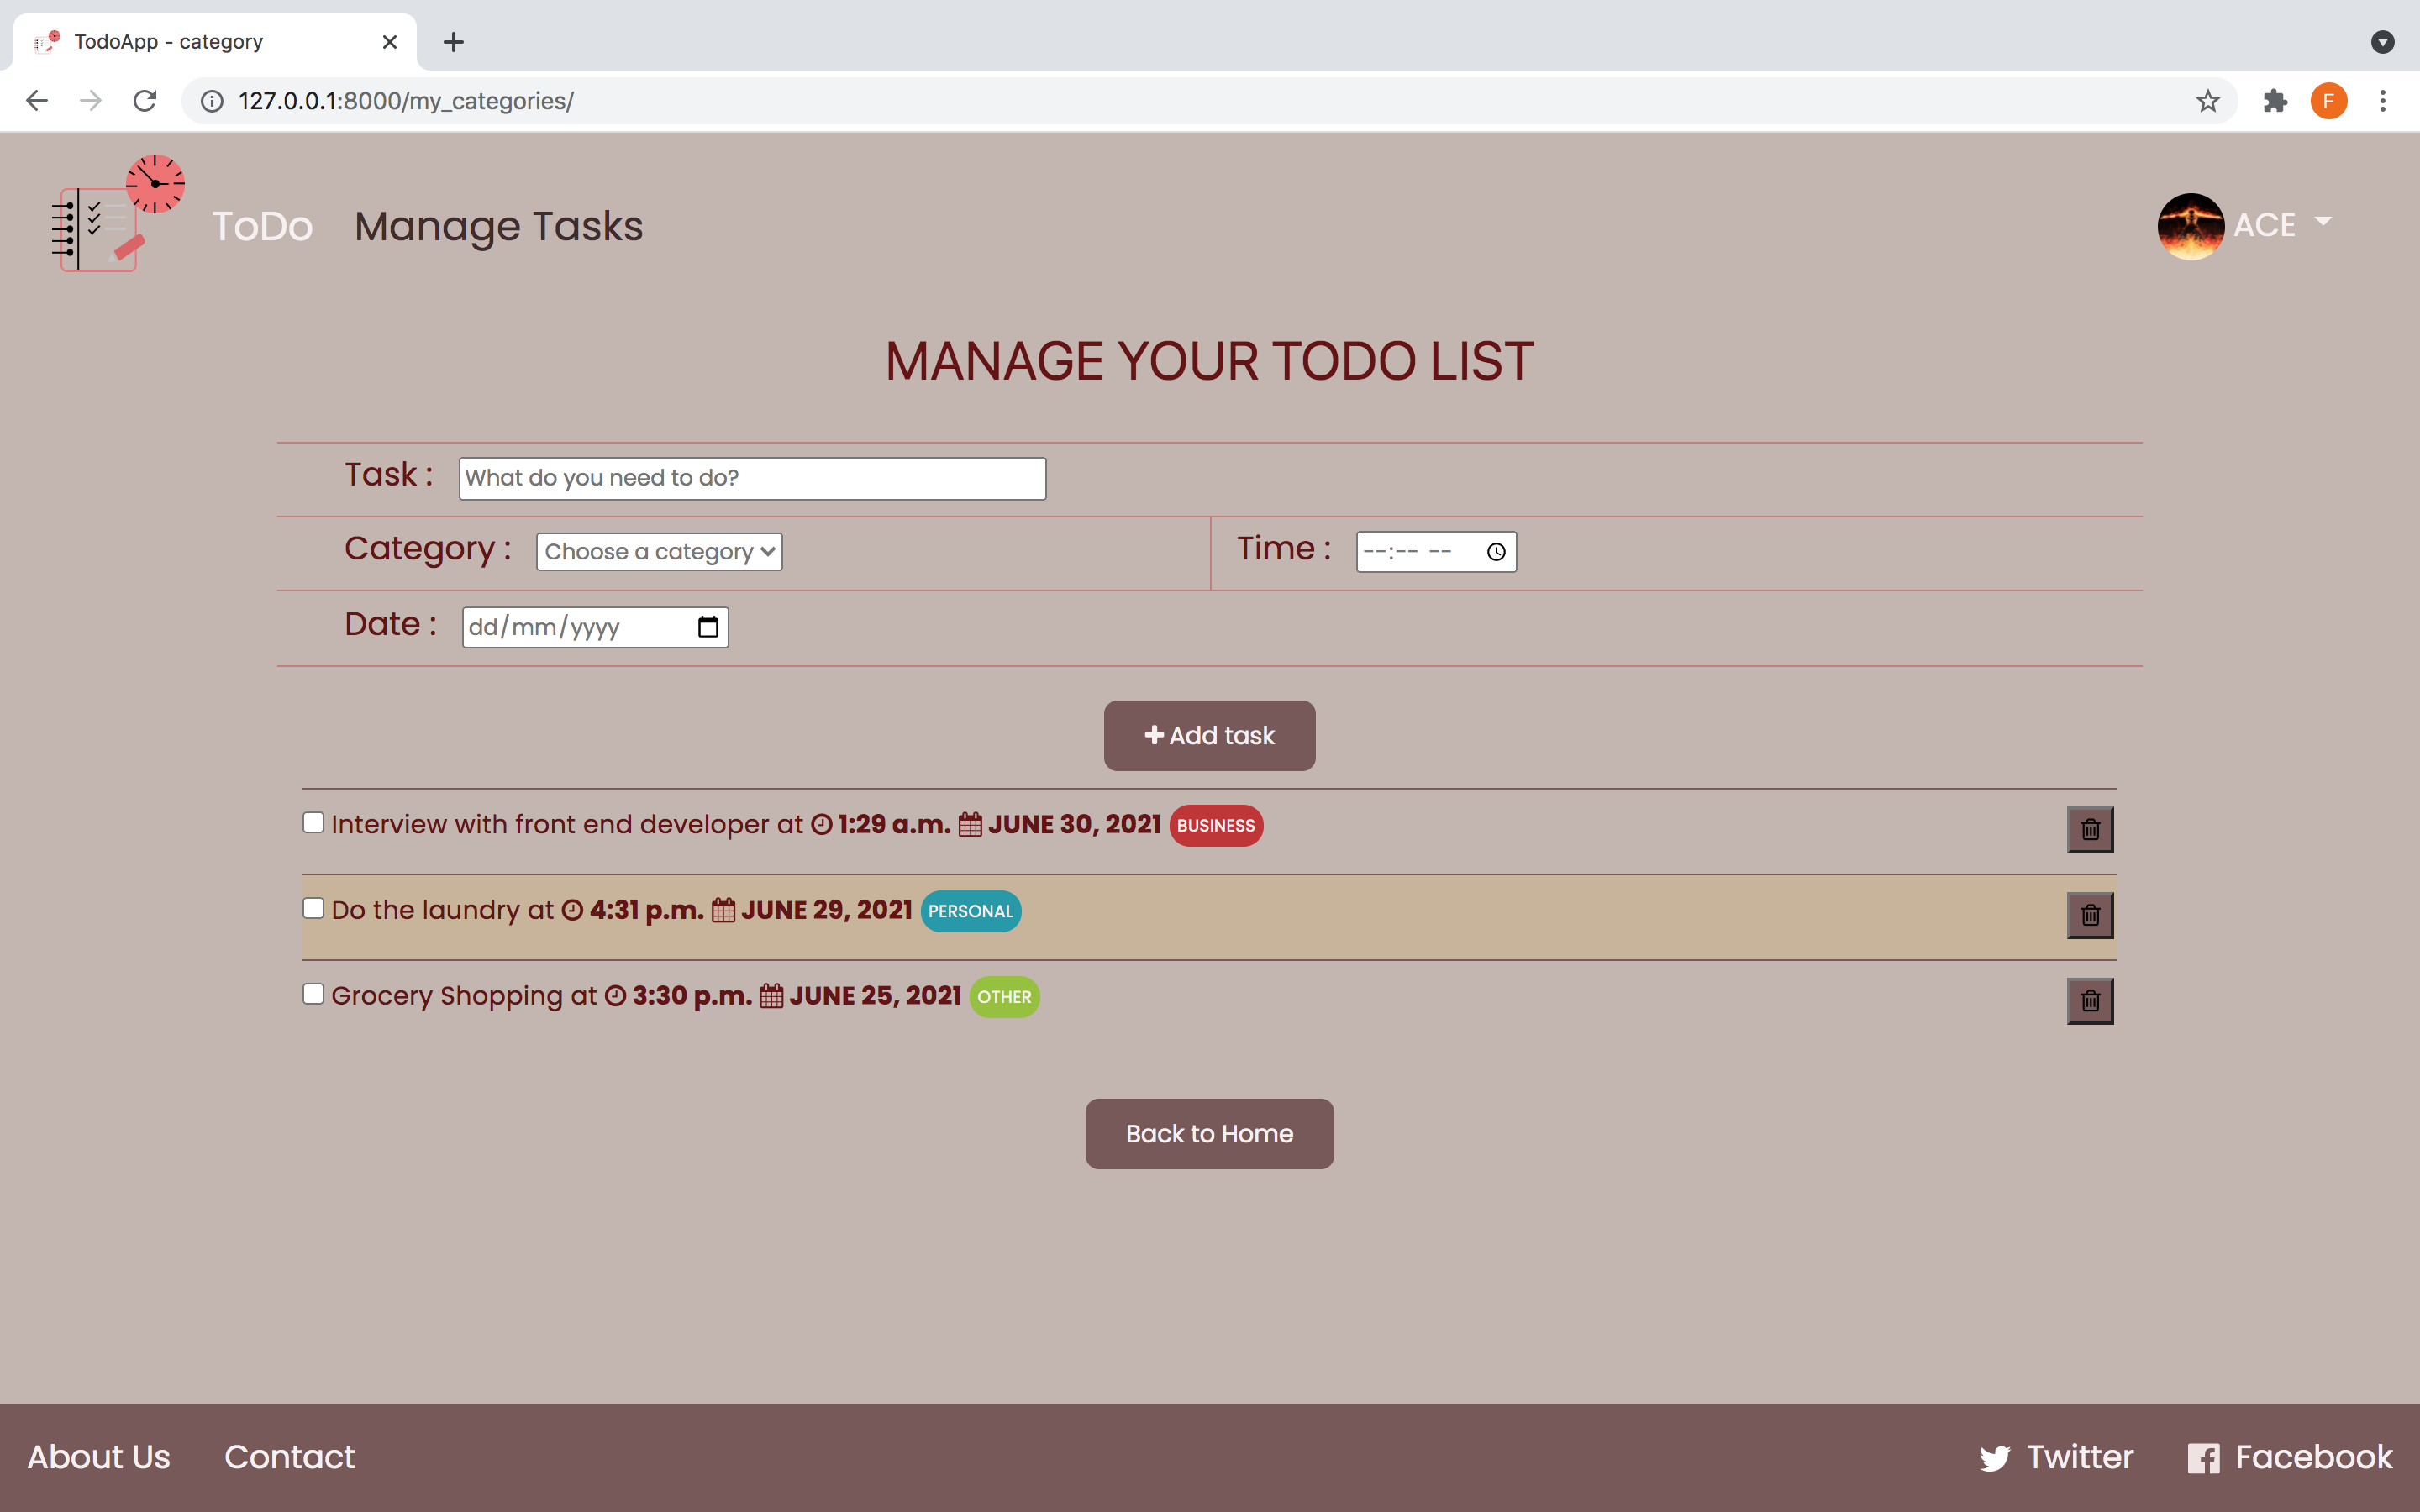 TodoApp - category
127.0.0.1:8000/my_categories/
F
ToDo Manage Tasks
ACE
MANAGE YOUR TODO LIST
Task : What do you need to do?
Category : Choose a category Time : --:-- --
Date : dd/mm/yyyy
Add task
Interview with front end developer at 1:29 a.m. JUNE 30, 2021 BUSINESS
Do the laundry at 4:31 p.m. JUNE 29, 2021 PERSONAL
Grocery Shopping at 3:30 p.m. JUNE 25, 2021 OTHER
Back to Home
About Us Contact Twitter Facebook